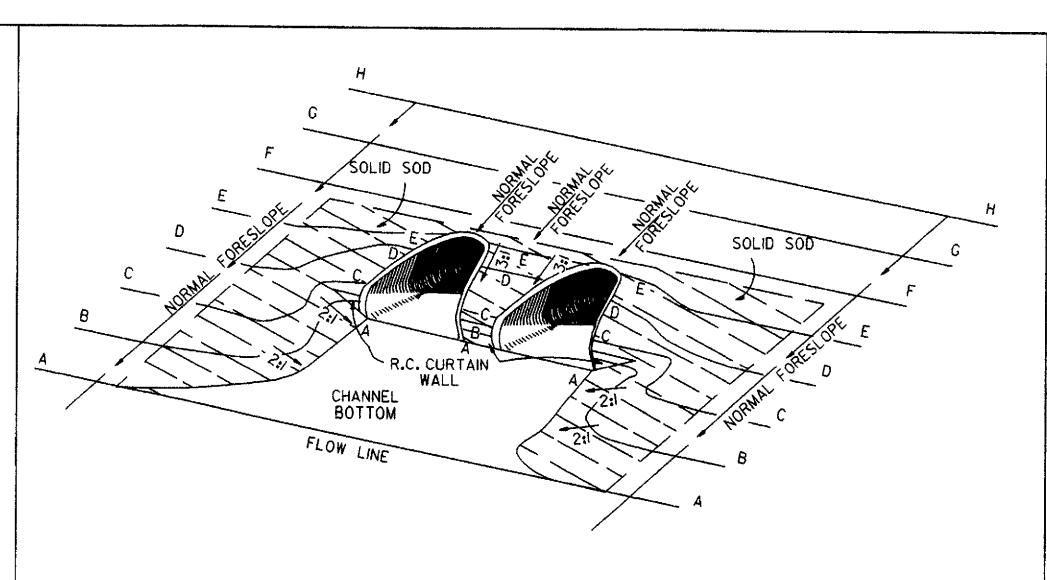 H
G
F
E
D
C
B
A
SOLID SOD
NORMAL FORESLOPE
NORMAL
FORESLOPE
NORMAL
FORESLOPE
NORMAL
FORESLOPE
SOLID SOD
H
G
F
E
D
C
B
A
NORMAL FORESLOPE
E
D
C
3:1
E
D
3:1
E
D
C
B
C
A
A
A
2:1
2:1
2:1
2:1
R.C. CURTAIN
WALL
CHANNEL
BOTTOM
FLOW LINE